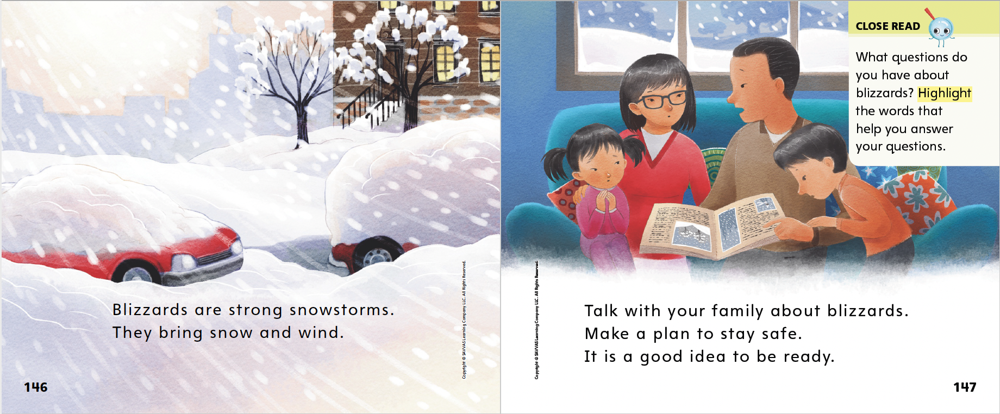 Blizzards are strong snowstorms.
They bring snow and wind.
Copyright © SAVVAS Learning Company LLC. All Rights Reserved.
146
CLOSE READ
What questions do
you have about
blizzards? Highlight
the words that
help you answer
your questions.
Copyright © SAVVAS Learning Company LLC. All Rights Reserved.
Talk with your family about blizzards.
Make a plan to stay safe.
It is a good idea to be ready.
147